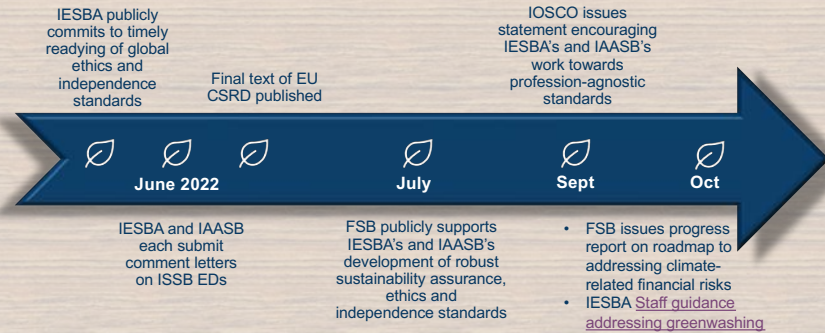 IESBA publicly
commits to timely
readying of global
ethics and
independence
standards
Final text of EU
CSRD published
IOSCO issues
statement encouraging
IESBA's and IAASB's
work towards
profession-agnostic
standards
June 2022
July
Sept
Oct
IESBA and IAASB
each submit
comment letters
on ISSB EDs
FSB publicly supports
IESBA's and IAASB's
development of robust
sustainability assurance,
ethics and
independence standards
• FSB issues progress
report on roadmap to
addressing climate-
related financial risks
• IESBA Staff guidance
addressing greenwashing